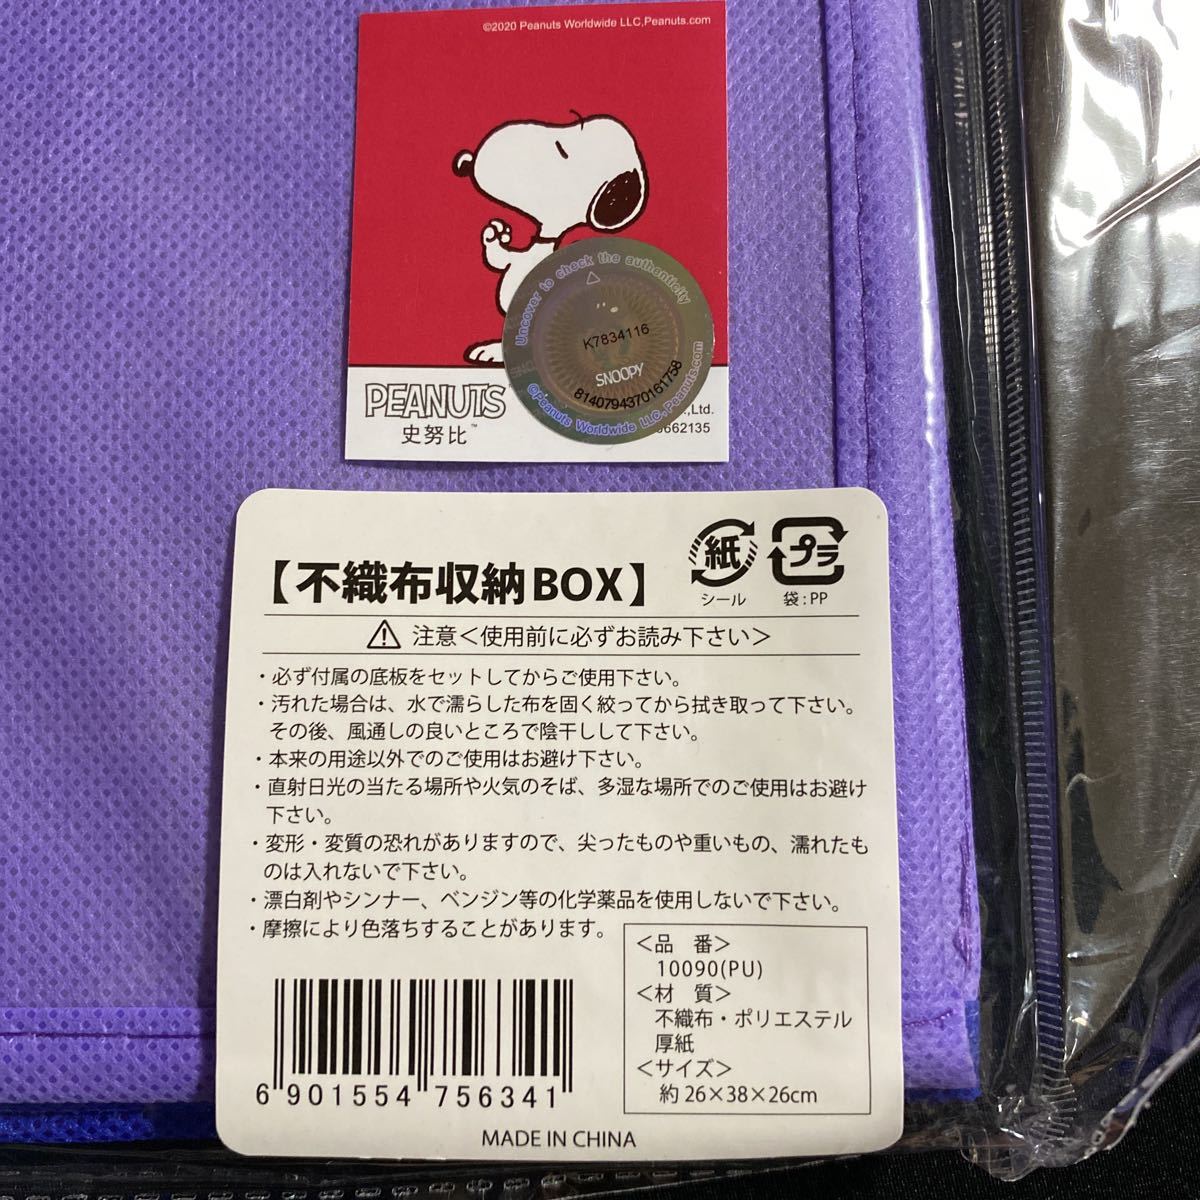 ©2020 Peanuts Worldwide LLC,Peanuts.com
Uncover to check the authenticity
K7834116
SNOOPY
8140794370161758
©Peanuts Worldwide LLC, Peanuts.com
PEANUTS
史努比™
.,Ltd.
662135
【不織布収納BOX】
紙
シール
プラ
袋:PP
注意＜使用前に必ずお読み下さい＞
・必ず付属の底板をセットしてからご使用下さい。
・汚れた場合は、水で濡らした布を固く絞ってから拭き取って下さい。
その後、風通しの良いところで陰干しして下さい。
・本来の用途以外でのご使用はお避け下さい。
・直射日光の当たる場所や火気のそば、多湿な場所でのご使用はお避け
下さい。
・変形・変質の恐れがありますので、尖ったものや重いもの、濡れたも
のは入れないで下さい。
・漂白剤やシンナー、ベンジン等の化学薬品を使用しないで下さい。
・摩擦により色落ちすることがあります。
＜品　番＞
10090(PU)
＜材　質＞
不織布・ポリエステル
厚紙
＜サイズ＞
約26×38×26cm
6 901554 756341
MADE IN CHINA